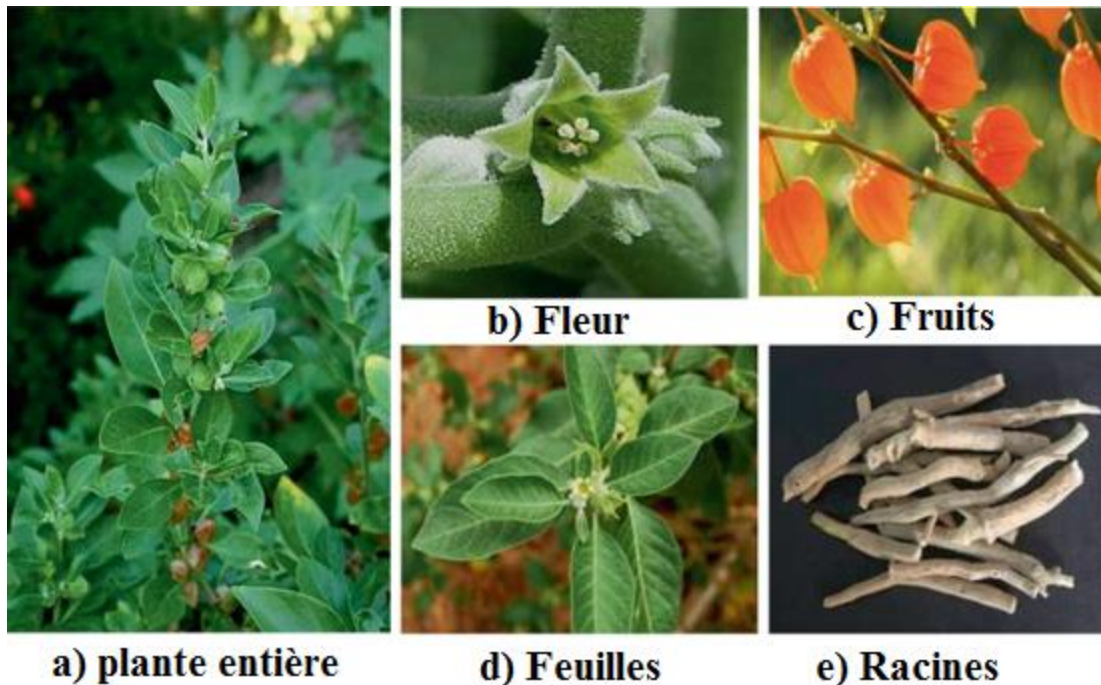 b) Fleur
c) Fruits
a) plante entière
d) Feuilles
e) Racines